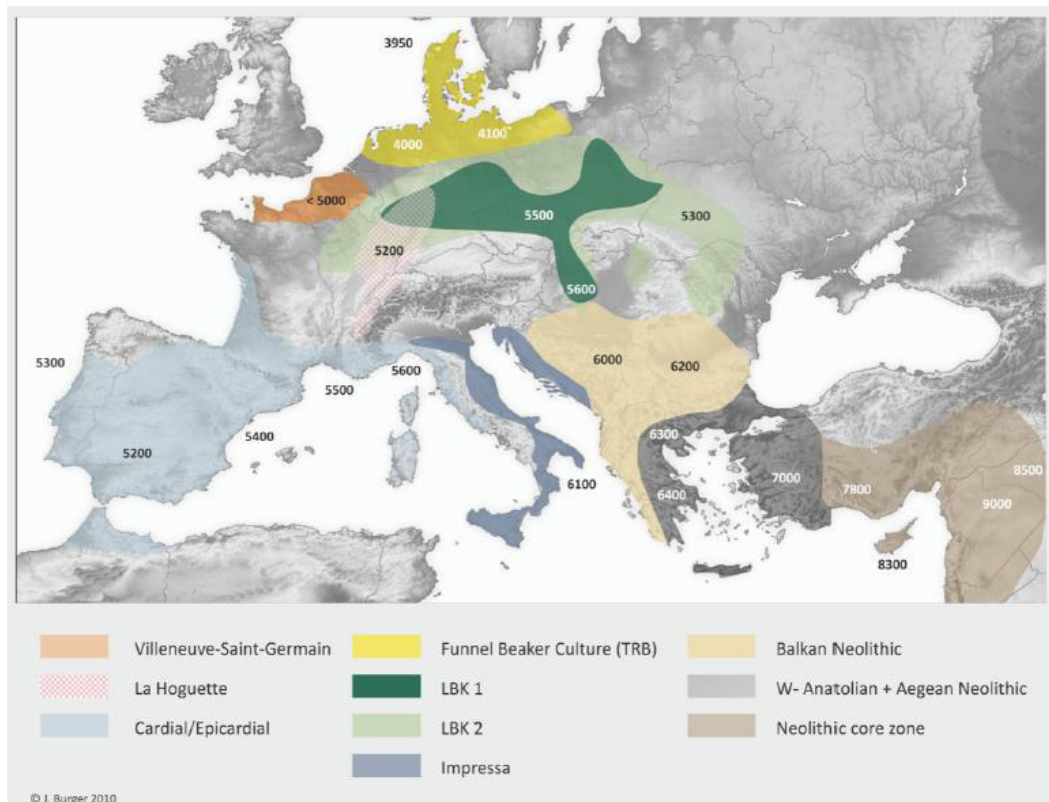 3950
4000
4100
< 5000
5500
5300
5200
5600
6000
6200
5300
5600
5500
5400
5200
6100
6300
6400
7000
7800
8500
9000
8300
Villeneuve-Saint-Germain
La Hoguette
Cardial/Epicardial
Funnel Beaker Culture (TRB)
LBK 1
LBK 2
Impressa
Balkan Neolithic
W- Anatolian + Aegean Neolithic
Neolithic core zone
© J. Burger 2010